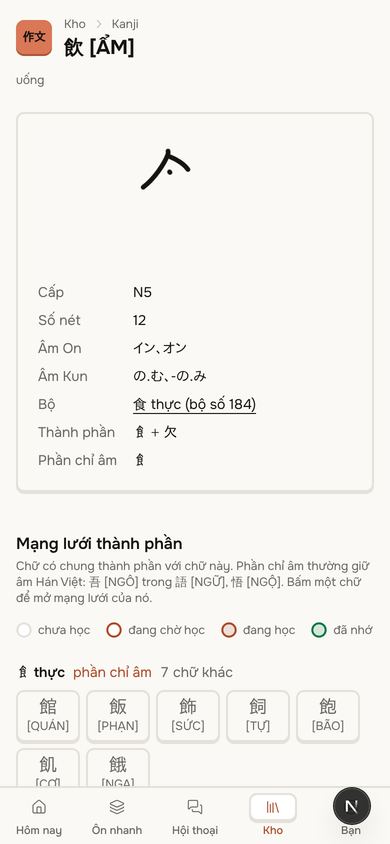 作文
Kho > Kanji
飲 [ẨM]
uống
Cấp N5
Số nét 12
Âm On イン、オン
Âm Kun の.む、-の.み
Bộ 食 thực (bộ số 184)
Thành phần 飠 + 欠
Phần chỉ âm 飠
Mạng lưới thành phần
Chữ có chung thành phần với chữ này. Phần chỉ âm thường giữ
âm Hán Việt: 吾 [NGÔ] trong 語 [NGỮ], 悟 [NGỘ]. Bấm một chữ
để mở mạng lưới của nó.
chưa học đang chờ học đang học đã nhớ
飠 thực phần chỉ âm 7 chữ khác
館 飯 飾 飼 飽
[QUÁN] [PHẠN] [SỨC] [TỰ] [BÃO]
飢 餓
[CƠ] [NGẠ]
N
Hôm nay Ôn nhanh Hội thoại Kho Bạn